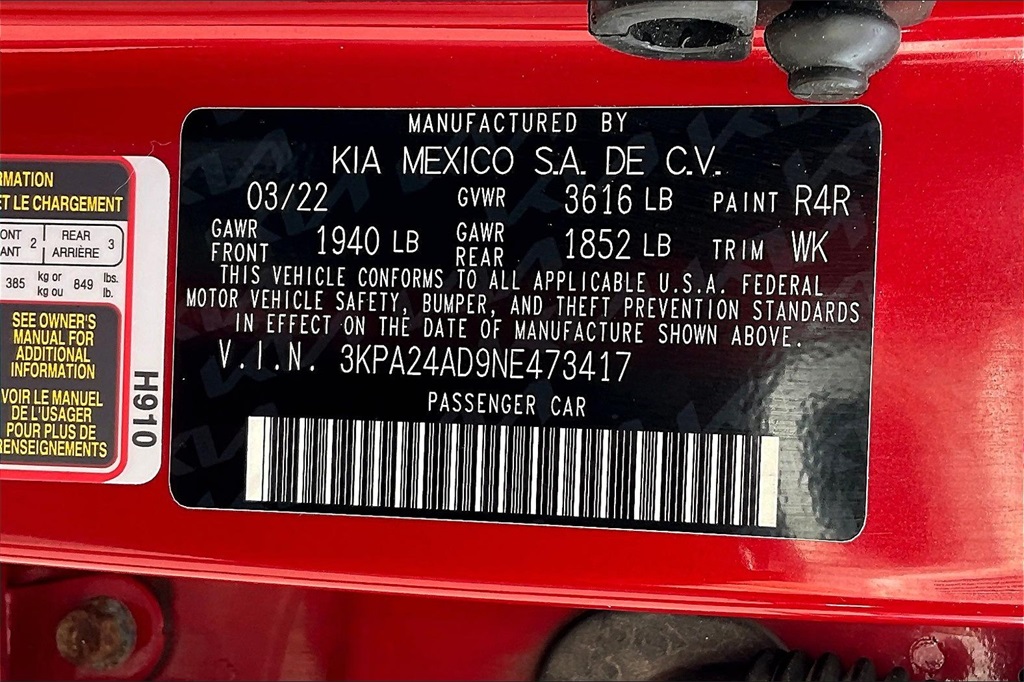 MANUFACTURED BY
KIA MEXICO S.A. DE C.V.
03/22 GVWR 3616 LB PAINT R4R
GAWR FRONT 1940 LB GAWR REAR 1852 LB TRIM WK
THIS VEHICLE CONFORMS TO ALL APPLICABLE U.S.A. FEDERAL
MOTOR VEHICLE SAFETY, BUMPER, AND THEFT PREVENTION STANDARDS
IN EFFECT ON THE DATE OF MANUFACTURE SHOWN ABOVE.
V.I.N. 3KPA24AD9NE473417
PASSENGER CAR
RMATION
ET LE CHARGEMENT
ONT 2 REAR 3
ANT ARRIÈRE
385 kg or 849 lbs.
kg ou lb.
SEE OWNER'S
MANUAL FOR
ADDITIONAL
INFORMATION
VOIR LE MANUEL
DE L'USAGER
POUR PLUS DE
RENSEIGNEMENTS
H910